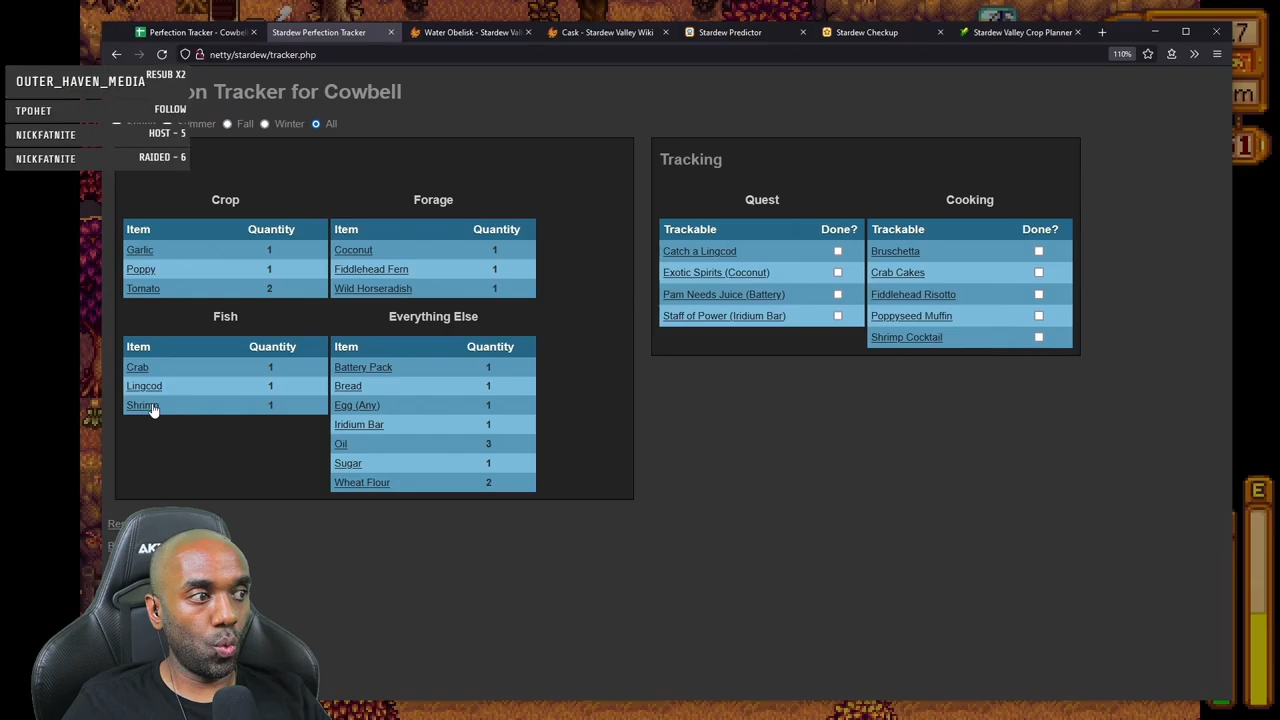 Perfection Tracker - Cowbel
Stardew Perfection Tracker
Water Obelisk - Stardew Val
Cask - Stardew Valley Wiki
Stardew Predictor
Stardew Checkup
Stardew Valley Crop Planner
netty/stardew/tracker.php
110%
OUTER_HAVEN_MEDIA RESUB X2
TPOHET FOLLOW
NICKFATNITE HOST - 5
NICKFATNITE RAIDED - 6
on Tracker for Cowbell
Fall
Winter
All
Crop
Item Quantity
Garlic 1
Poppy 1
Tomato 2
Forage
Item Quantity
Coconut 1
Fiddlehead Fern 1
Wild Horseradish 1
Fish
Item Quantity
Crab 1
Lingcod 1
Shrimp 1
Everything Else
Item Quantity
Battery Pack 1
Bread 1
Egg (Any) 1
Iridium Bar 1
Oil 3
Sugar 1
Wheat Flour 2
Tracking
Quest
Trackable Done?
Catch a Lingcod
Exotic Spirits (Coconut)
Pam Needs Juice (Battery)
Staff of Power (Iridium Bar)
Cooking
Trackable Done?
Bruschetta
Crab Cakes
Fiddlehead Risotto
Poppyseed Muffin
Shrimp Cocktail
E